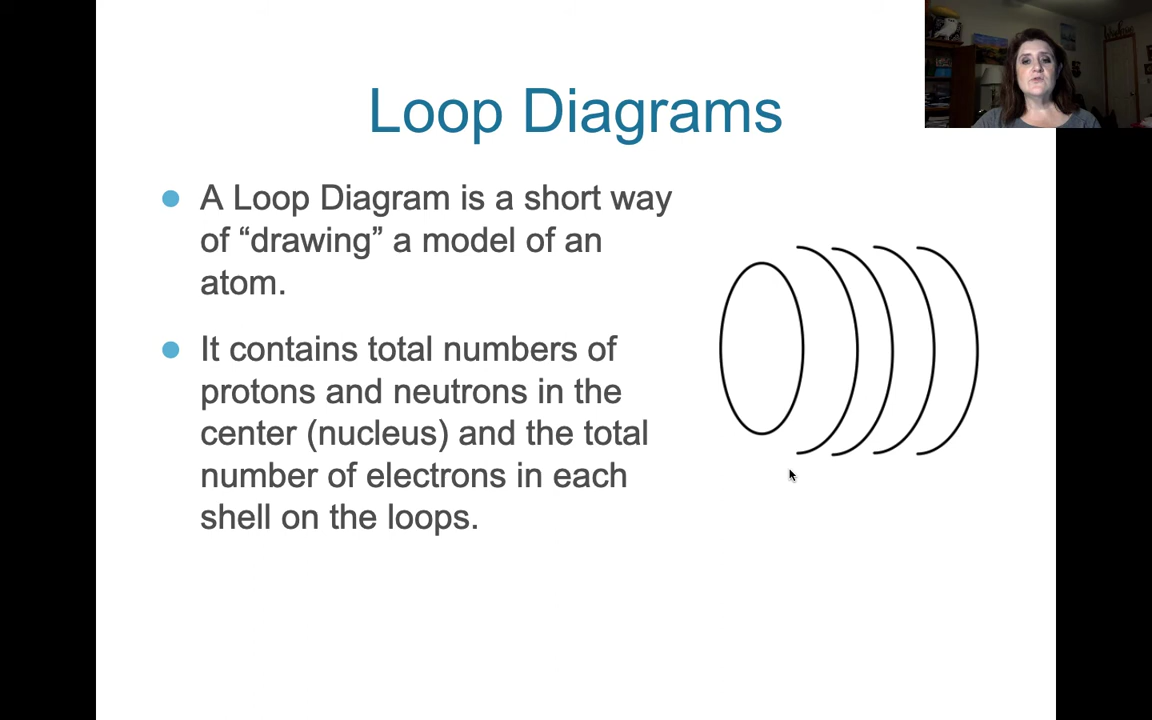 Loop Diagrams
A Loop Diagram is a short way
of “drawing” a model of an
atom.
It contains total numbers of
protons and neutrons in the
center (nucleus) and the total
number of electrons in each
shell on the loops.